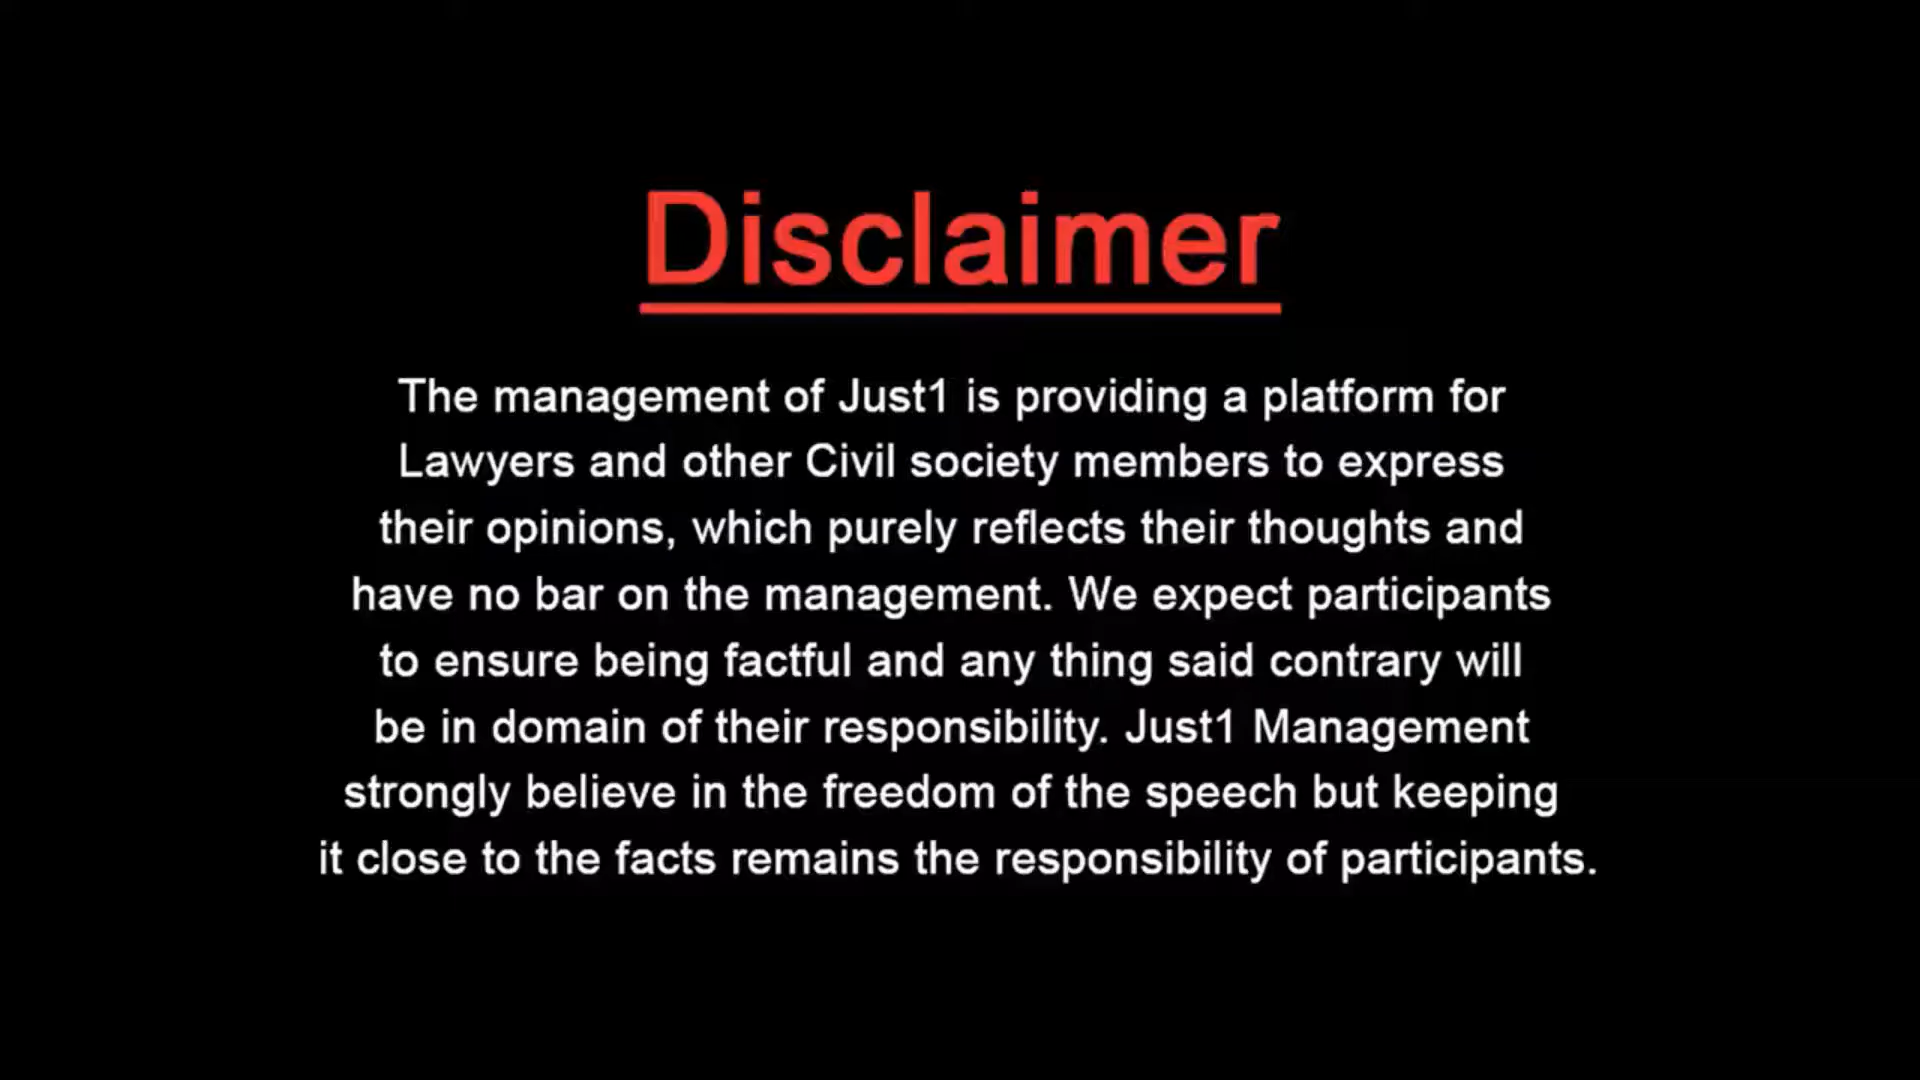 Disclaimer
The management of Just1 is providing a platform for
Lawyers and other Civil society members to express
their opinions, which purely reflects their thoughts and
have no bar on the management. We expect participants
to ensure being factful and any thing said contrary will
be in domain of their responsibility. Just1 Management
strongly believe in the freedom of the speech but keeping
it close to the facts remains the responsibility of participants.